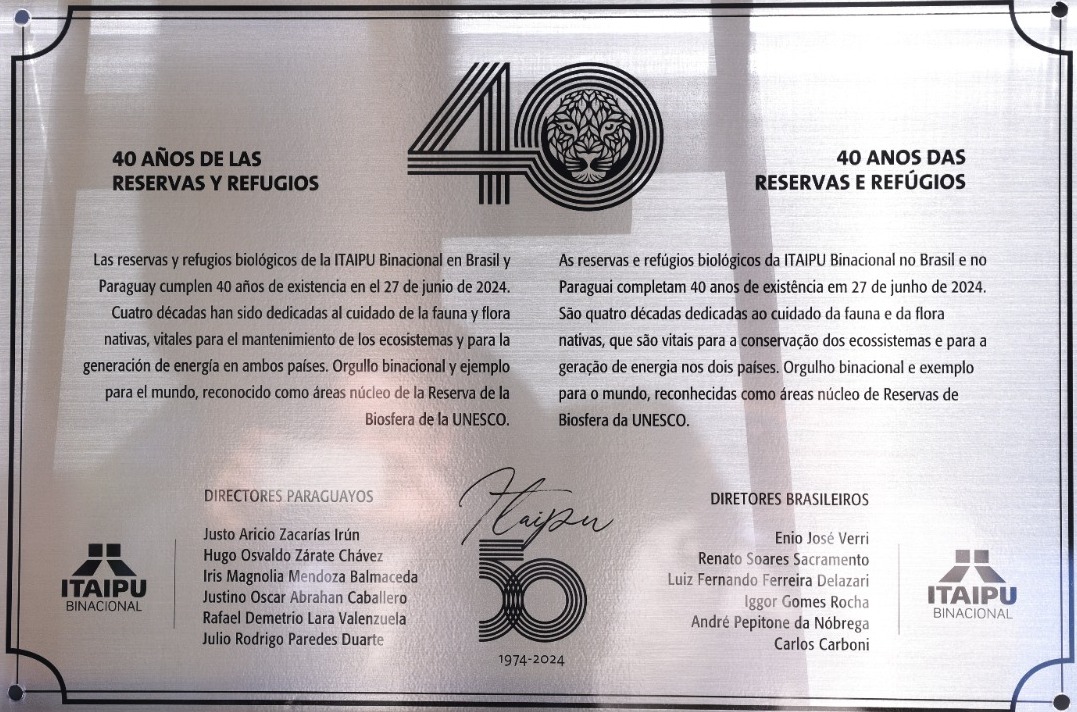 40
40 AÑOS DE LAS
RESERVAS Y REFUGIOS
40 ANOS DAS
RESERVAS E REFÚGIOS
Las reservas y refugios biológicos de la ITAIPU Binacional en Brasil y
Paraguay cumplen 40 años de existencia en el 27 de junio de 2024.
Cuatro décadas han sido dedicadas al cuidado de la fauna y flora
nativas, vitales para el mantenimiento de los ecosistemas y para la
generación de energía en ambos países. Orgullo binacional y ejemplo
para el mundo, reconocido como áreas núcleo de la Reserva de la
Biosfera de la UNESCO.
As reservas e refúgios biológicos da ITAIPU Binacional no Brasil e no
Paraguai completam 40 anos de existência em 27 de junho de 2024.
São quatro décadas dedicadas ao cuidado da fauna e da flora
nativas, que são vitais para a conservação dos ecossistemas e para a
geração de energia nos dois países. Orgulho binacional e exemplo
para o mundo, reconhecidas como áreas núcleo de Reservas de
Biosfera da UNESCO.
ITAIPU
BINACIONAL
DIRECTORES PARAGUAYOS
Justo Aricio Zacarías Irún
Hugo Osvaldo Zárate Chávez
Iris Magnolia Mendoza Balmaceda
Justino Oscar Abrahan Caballero
Rafael Demetrio Lara Valenzuela
Julio Rodrigo Paredes Duarte
Itaipu
50
1974-2024
DIRETORES BRASILEIROS
Enio José Verri
Renato Soares Sacramento
Luiz Fernando Ferreira Delazari
Iggor Gomes Rocha
André Pepitone da Nóbrega
Carlos Carboni
ITAIPU
BINACIONAL